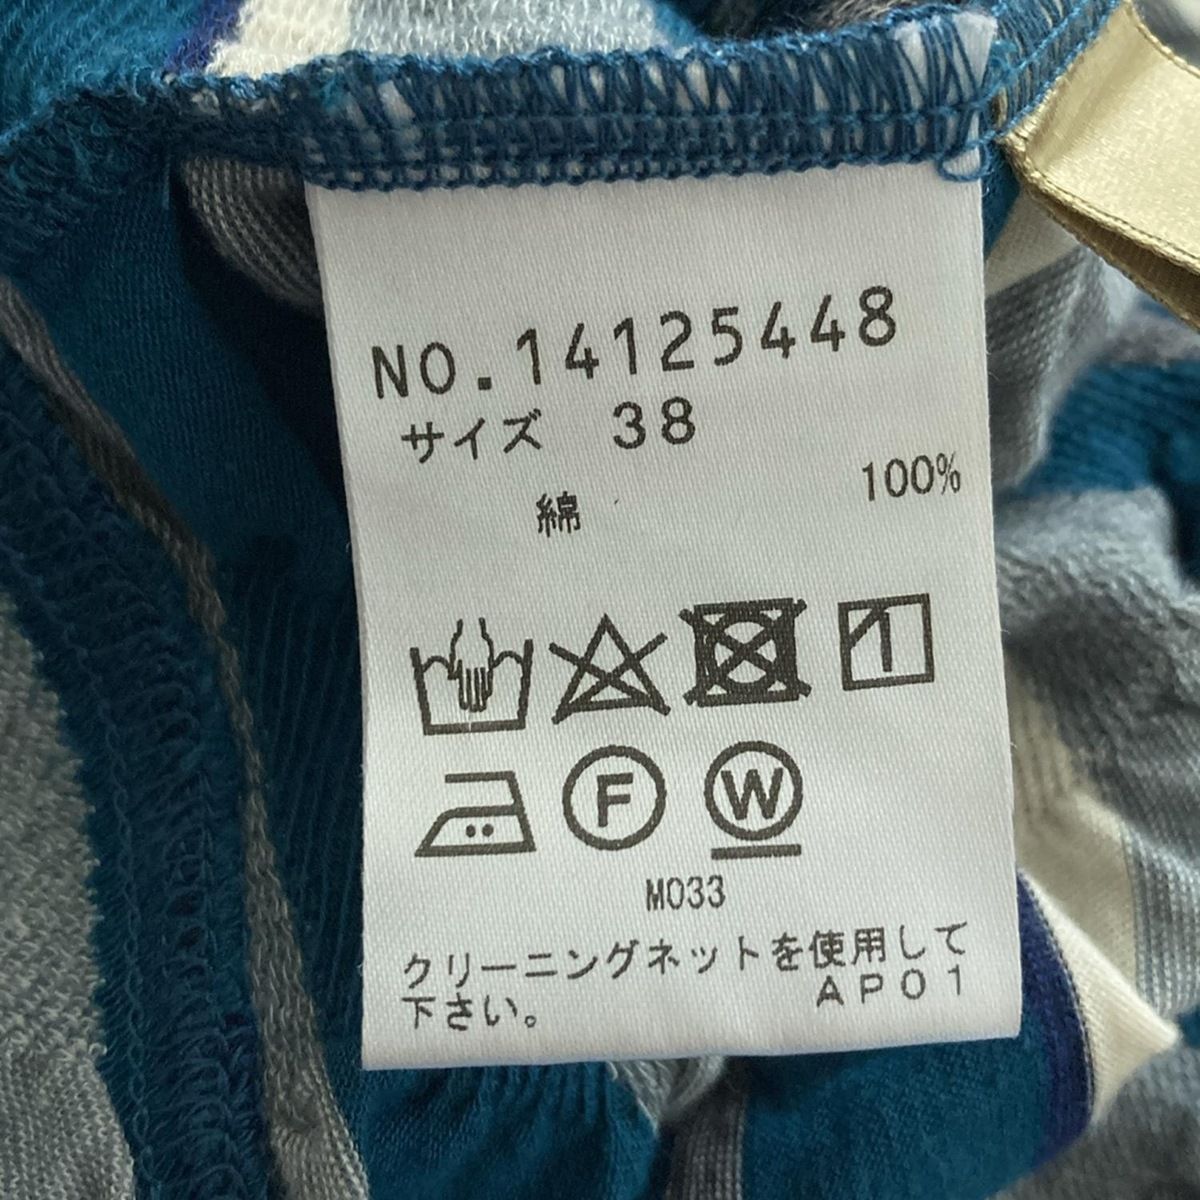 NO.14125448
サイズ 38
綿 100%
F W
M033
クリーニングネットを使用して
下さい。 AP01